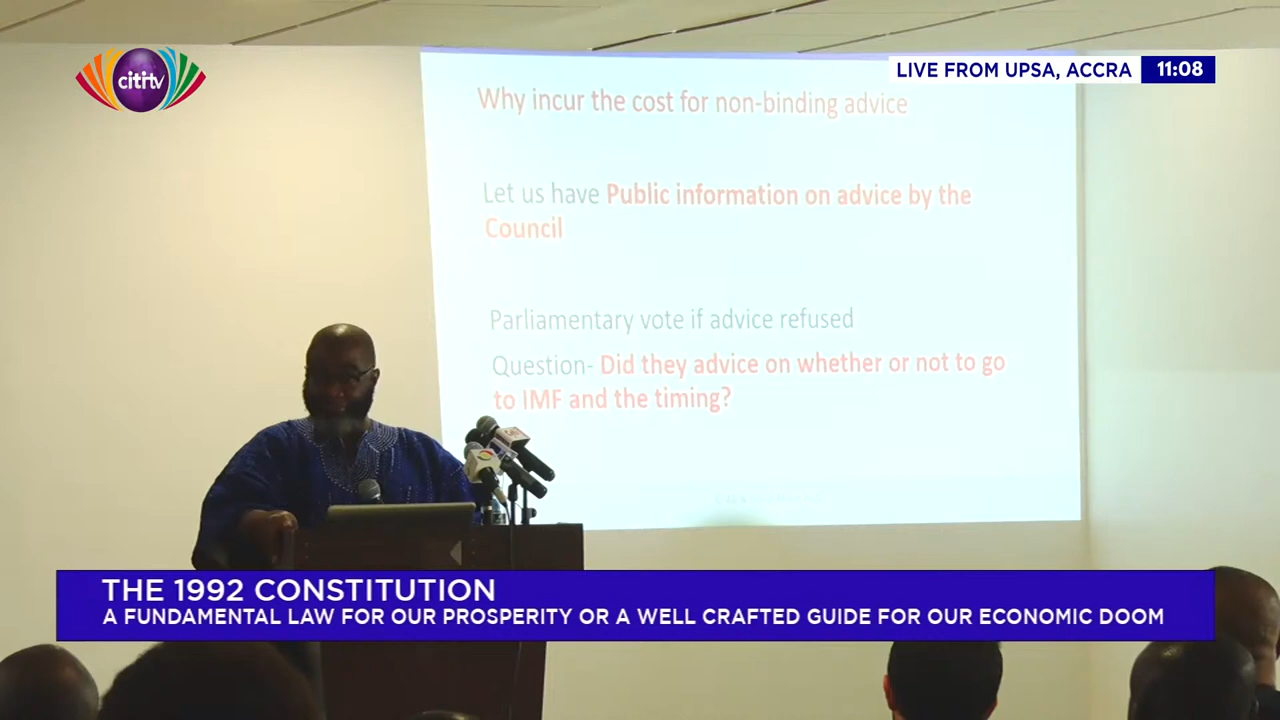 citi tv
LIVE FROM UPSA, ACCRA 11:08
Why incur the cost for non-binding advice
Let us have Public information on advice by the
Council
Parliamentary vote if advice refused
Question- Did they advice on whether or not to go
to IMF and the timing?
THE 1992 CONSTITUTION
A FUNDAMENTAL LAW FOR OUR PROSPERITY OR A WELL CRAFTED GUIDE FOR OUR ECONOMIC DOOM